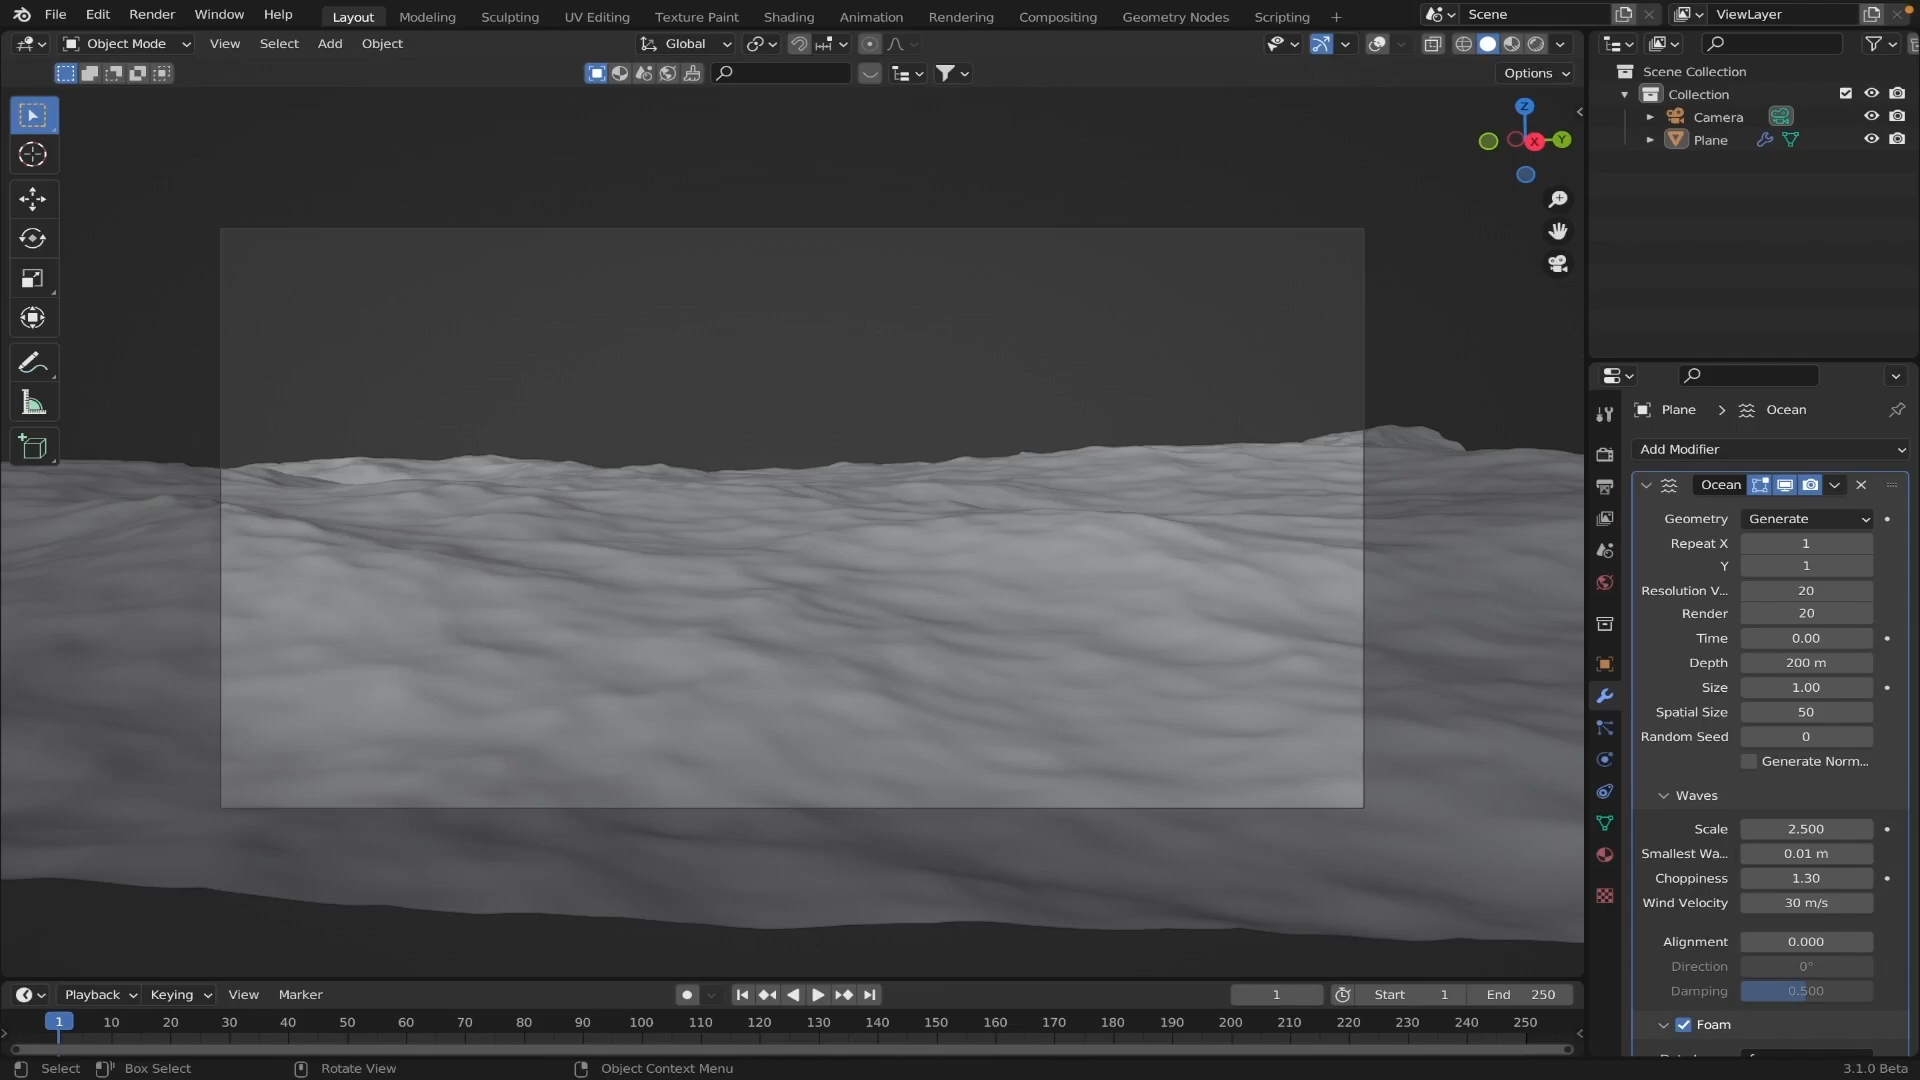 File Edit Render Window Help Layout Modeling Sculpting UV Editing Texture Paint Shading Animation Rendering Compositing Geometry Nodes Scripting + Scene ViewLayer
Object Mode View Select Add Object Global
Options
Z
X
Y
Scene Collection
Collection
Camera
Plane
Plane > Ocean
Add Modifier
Ocean
Geometry Generate
Repeat X 1
Y 1
Resolution V... 20
Render 20
Time 0.00
Depth 200 m
Size 1.00
Spatial Size 50
Random Seed 0
Generate Norm...
Waves
Scale 2.500
Smallest Wa... 0.01 m
Choppiness 1.30
Wind Velocity 30 m/s
Alignment 0.000
Direction 0°
Damping 0.500
Foam
Playback Keying View Marker 1 Start 1 End 250
1 10 20 30 40 50 60 70 80 90 100 110 120 130 140 150 160 170 180 190 200 210 220 230 240 250
Select Box Select Rotate View Object Context Menu 3.1.0 Beta